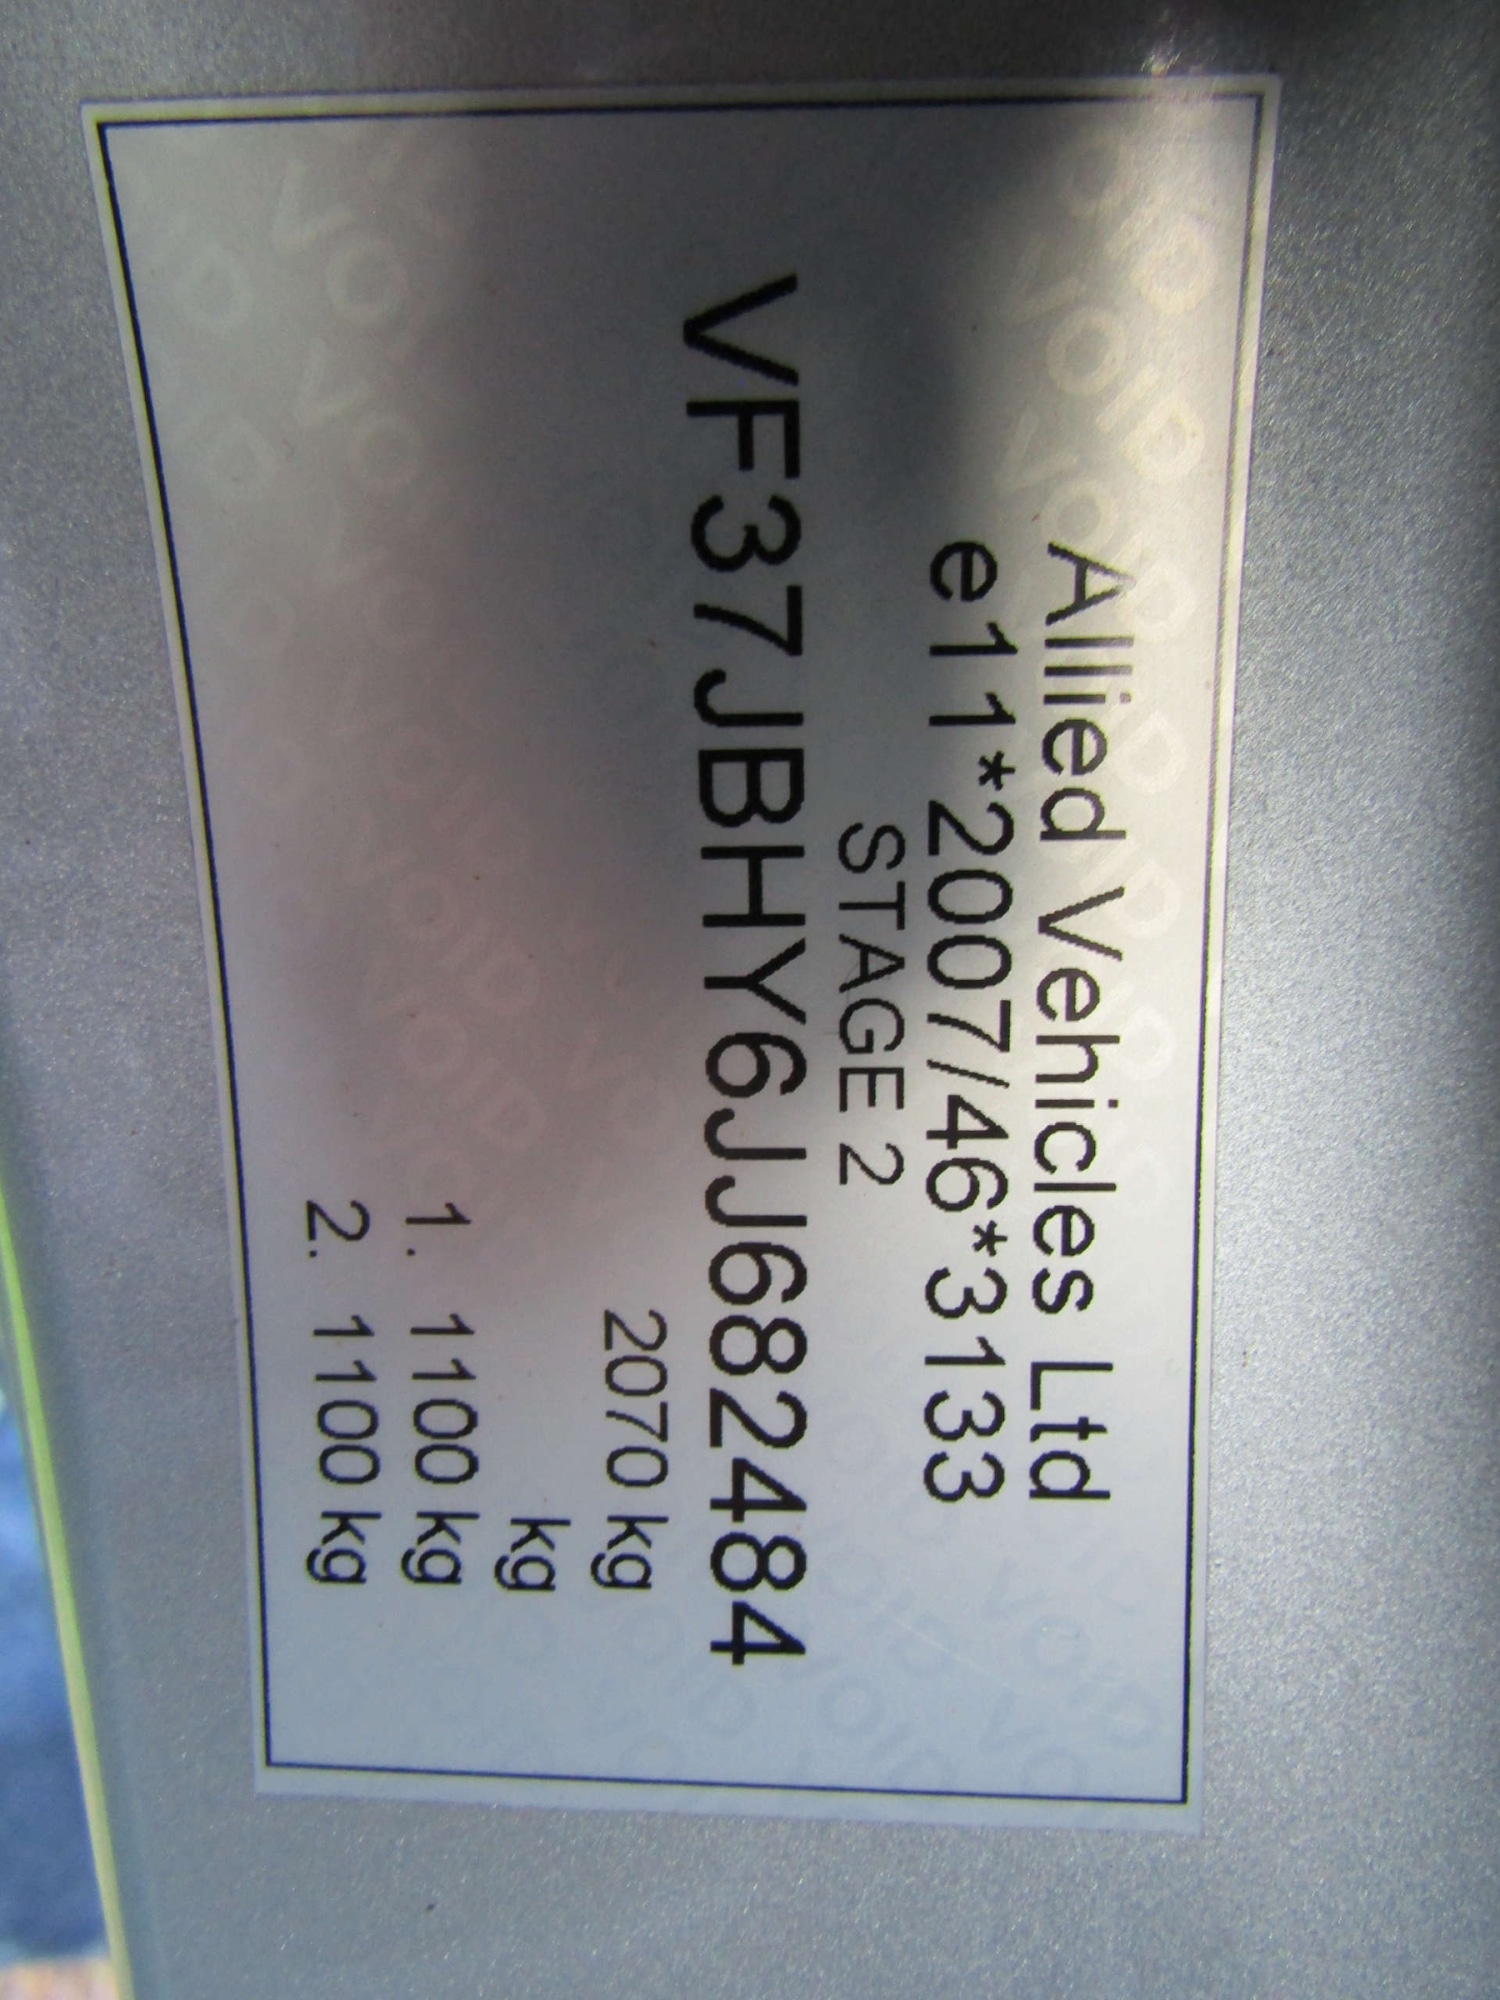 Allied Vehicles Ltd
e11*2007/46*3133
STAGE 2
VF37JBHY6JJ682484
2070 kg
kg
1. 1100 kg
2. 1100 kg